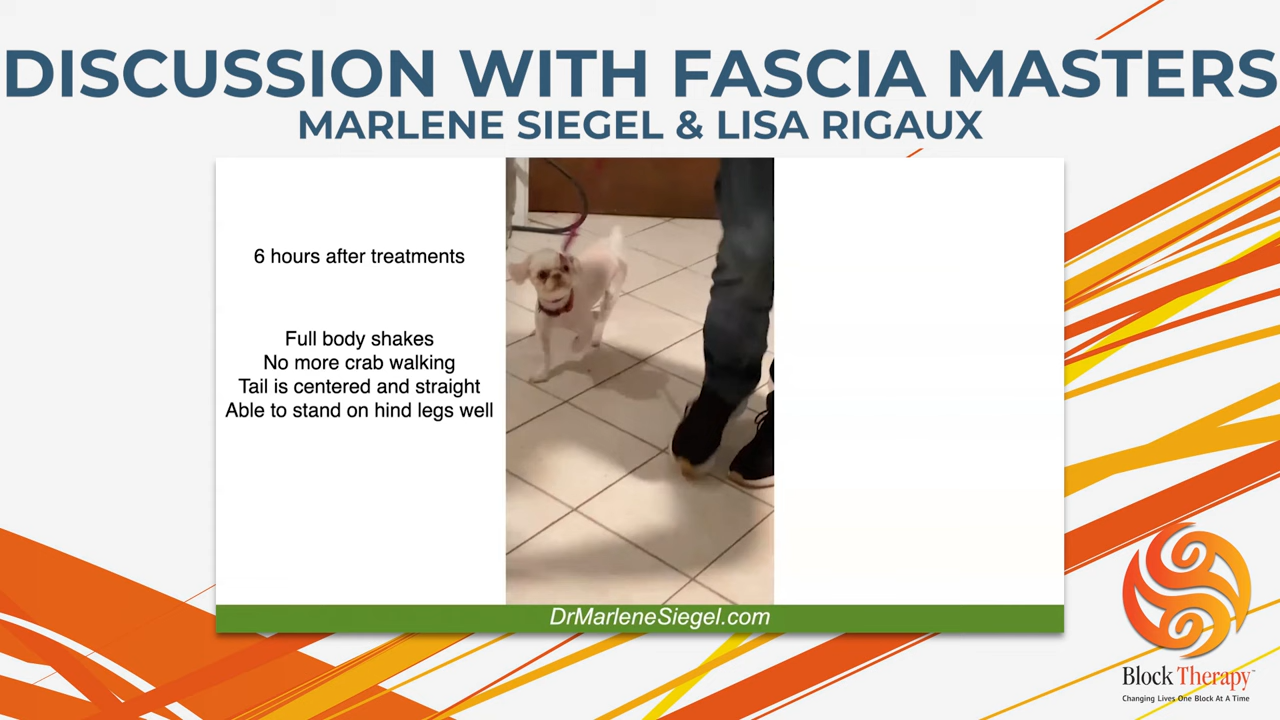 DISCUSSION WITH FASCIA MASTERS
MARLENE SIEGEL & LISA RIGAUX
6 hours after treatments
Full body shakes
No more crab walking
Tail is centered and straight
Able to stand on hind legs well
DrMarleneSiegel.com
Block Therapy™
Changing Lives One Block At A Time